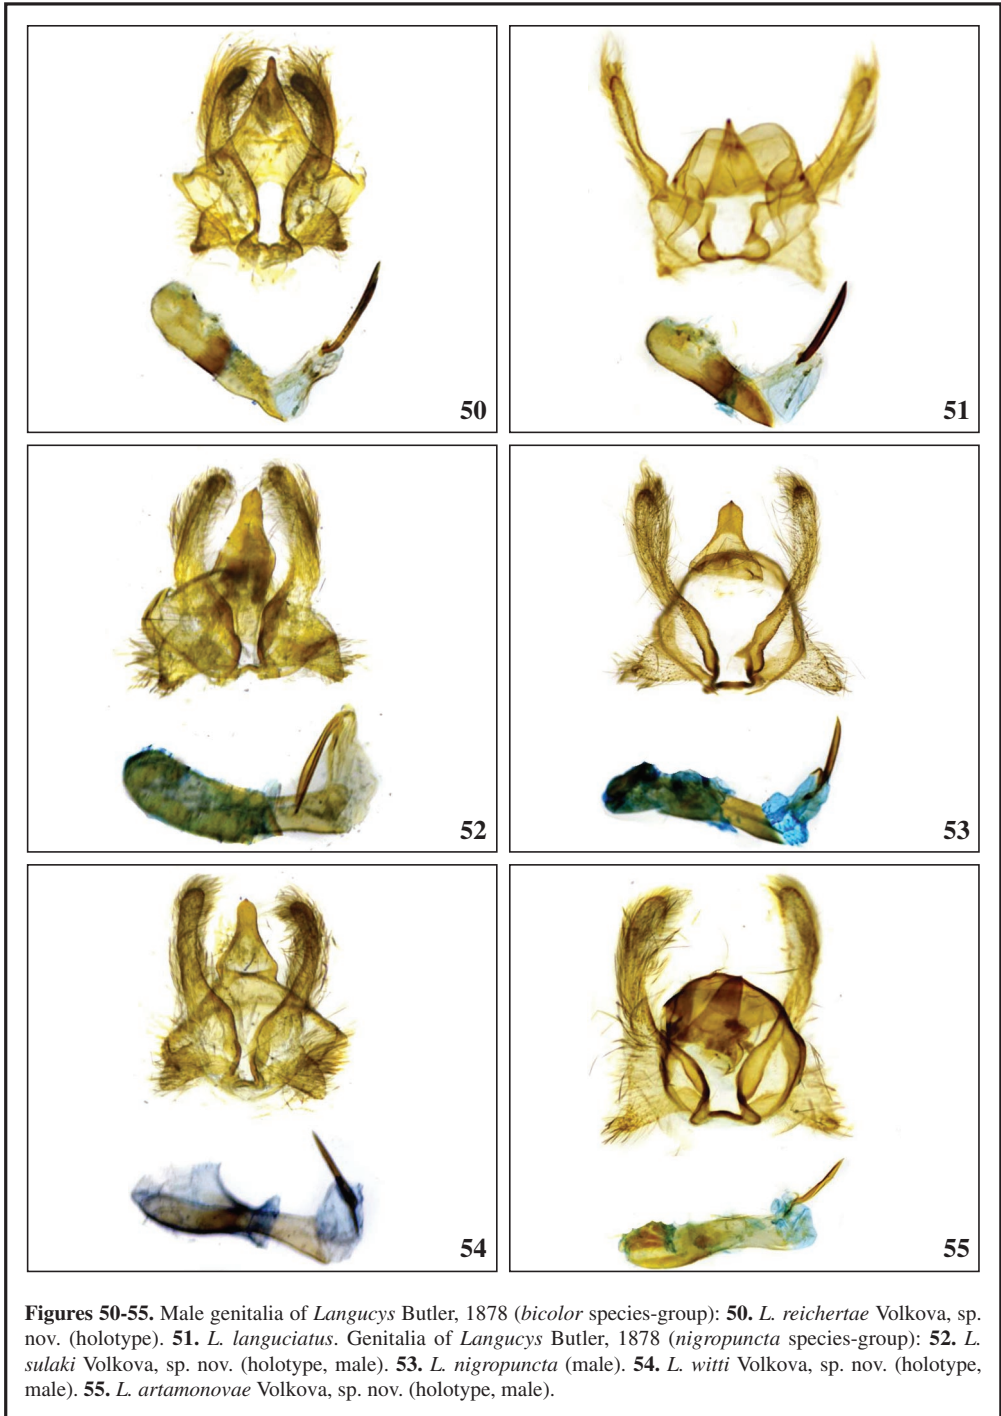 50
51
52
53
54
55
Figures 50-55. Male genitalia of Langucys Butler, 1878 (bicolor species-group): 50. L. reichertae Volkova, sp.
nov. (holotype). 51. L. languciatus. Genitalia of Langucys Butler, 1878 (nigropuncta species-group): 52. L.
sulaki Volkova, sp. nov. (holotype, male). 53. L. nigropuncta (male). 54. L. witti Volkova, sp. nov. (holotype,
male). 55. L. artamonovae Volkova, sp. nov. (holotype, male).